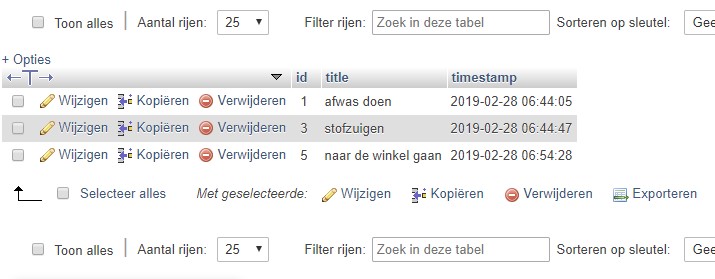 Toon alles Aantal rijen: 25 Filter rijen: Zoek in deze tabel Sorteren op sleutel: Gee
+ Opties
id title timestamp
Wijzigen Kopiëren Verwijderen 1 afwas doen 2019-02-28 06:44:05
Wijzigen Kopiëren Verwijderen 3 stofzuigen 2019-02-28 06:44:47
Wijzigen Kopiëren Verwijderen 5 naar de winkel gaan 2019-02-28 06:54:28
Selecteer alles Met geselecteerde: Wijzigen Kopiëren Verwijderen Exporteren
Toon alles Aantal rijen: 25 Filter rijen: Zoek in deze tabel Sorteren op sleutel: Gee